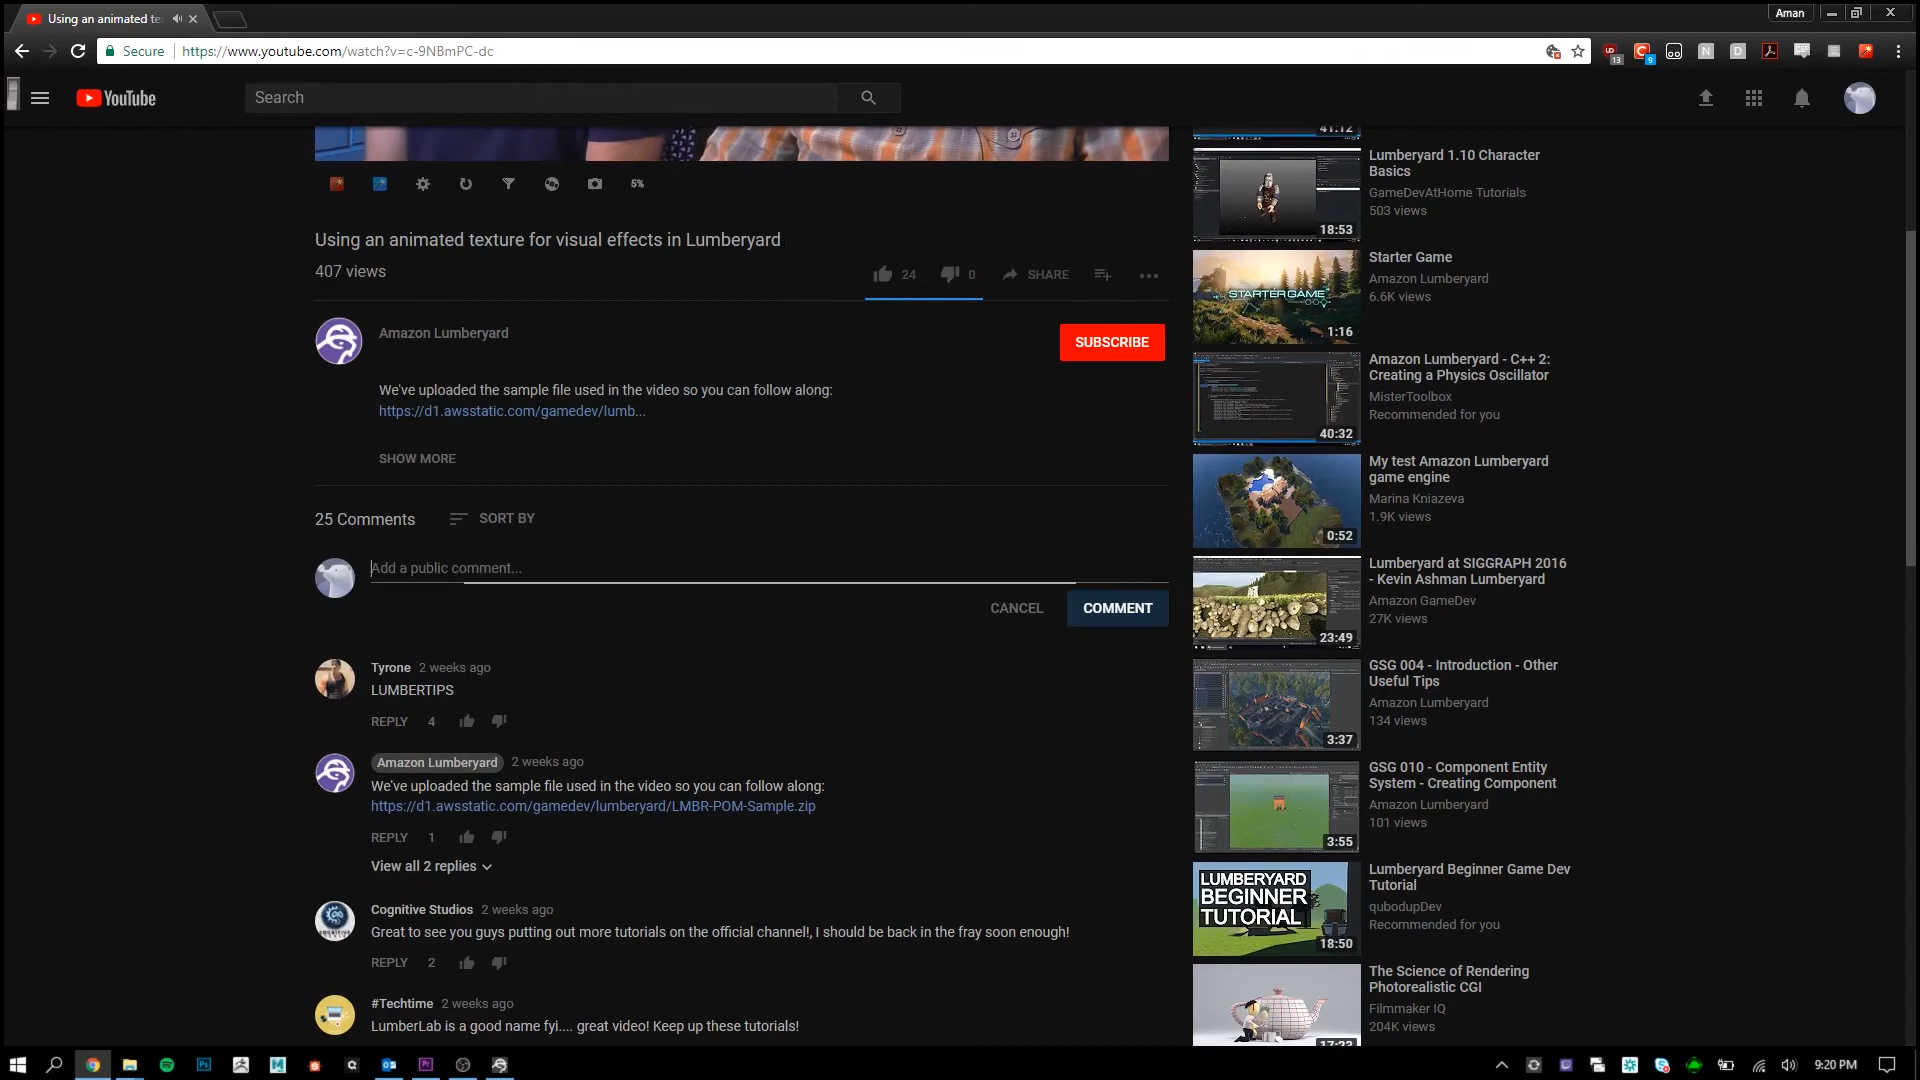 Using an animated te
Aman
Secure
https://www.youtube.com/watch?v=c-9NBmPC-dc
13
9
N
D
YouTube
Search
5%
Using an animated texture for visual effects in Lumberyard
407 views
24
0
SHARE
Amazon Lumberyard
SUBSCRIBE
We've uploaded the sample file used in the video so you can follow along:
https://d1.awsstatic.com/gamedev/lumb...
SHOW MORE
25 Comments
SORT BY
Add a public comment...
CANCEL
COMMENT
Tyrone 2 weeks ago
LUMBERTIPS
REPLY 4
Amazon Lumberyard 2 weeks ago
We've uploaded the sample file used in the video so you can follow along:
https://d1.awsstatic.com/gamedev/lumberyard/LMBR-POM-Sample.zip
REPLY 1
View all 2 replies
Cognitive Studios 2 weeks ago
Great to see you guys putting out more tutorials on the official channel!, I should be back in the fray soon enough!
REPLY 2
#Techtime 2 weeks ago
LumberLab is a good name fyi.... great video! Keep up these tutorials!
41:12
18:53
Lumberyard 1.10 Character
Basics
GameDevAtHome Tutorials
503 views
STARTER GAME
1:16
Starter Game
Amazon Lumberyard
6.6K views
40:32
Amazon Lumberyard - C++ 2:
Creating a Physics Oscillator
MisterToolbox
Recommended for you
0:52
My test Amazon Lumberyard
game engine
Marina Kniazeva
1.9K views
23:49
Lumberyard at SIGGRAPH 2016
- Kevin Ashman Lumberyard
Amazon GameDev
27K views
3:37
GSG 004 - Introduction - Other
Useful Tips
Amazon Lumberyard
134 views
3:55
GSG 010 - Component Entity
System - Creating Component
Amazon Lumberyard
101 views
LUMBERYARD
BEGINNER
TUTORIAL
18:50
Lumberyard Beginner Game Dev
Tutorial
qubodupDev
Recommended for you
17:23
The Science of Rendering
Photorealistic CGI
Filmmaker IQ
204K views
9:20 PM